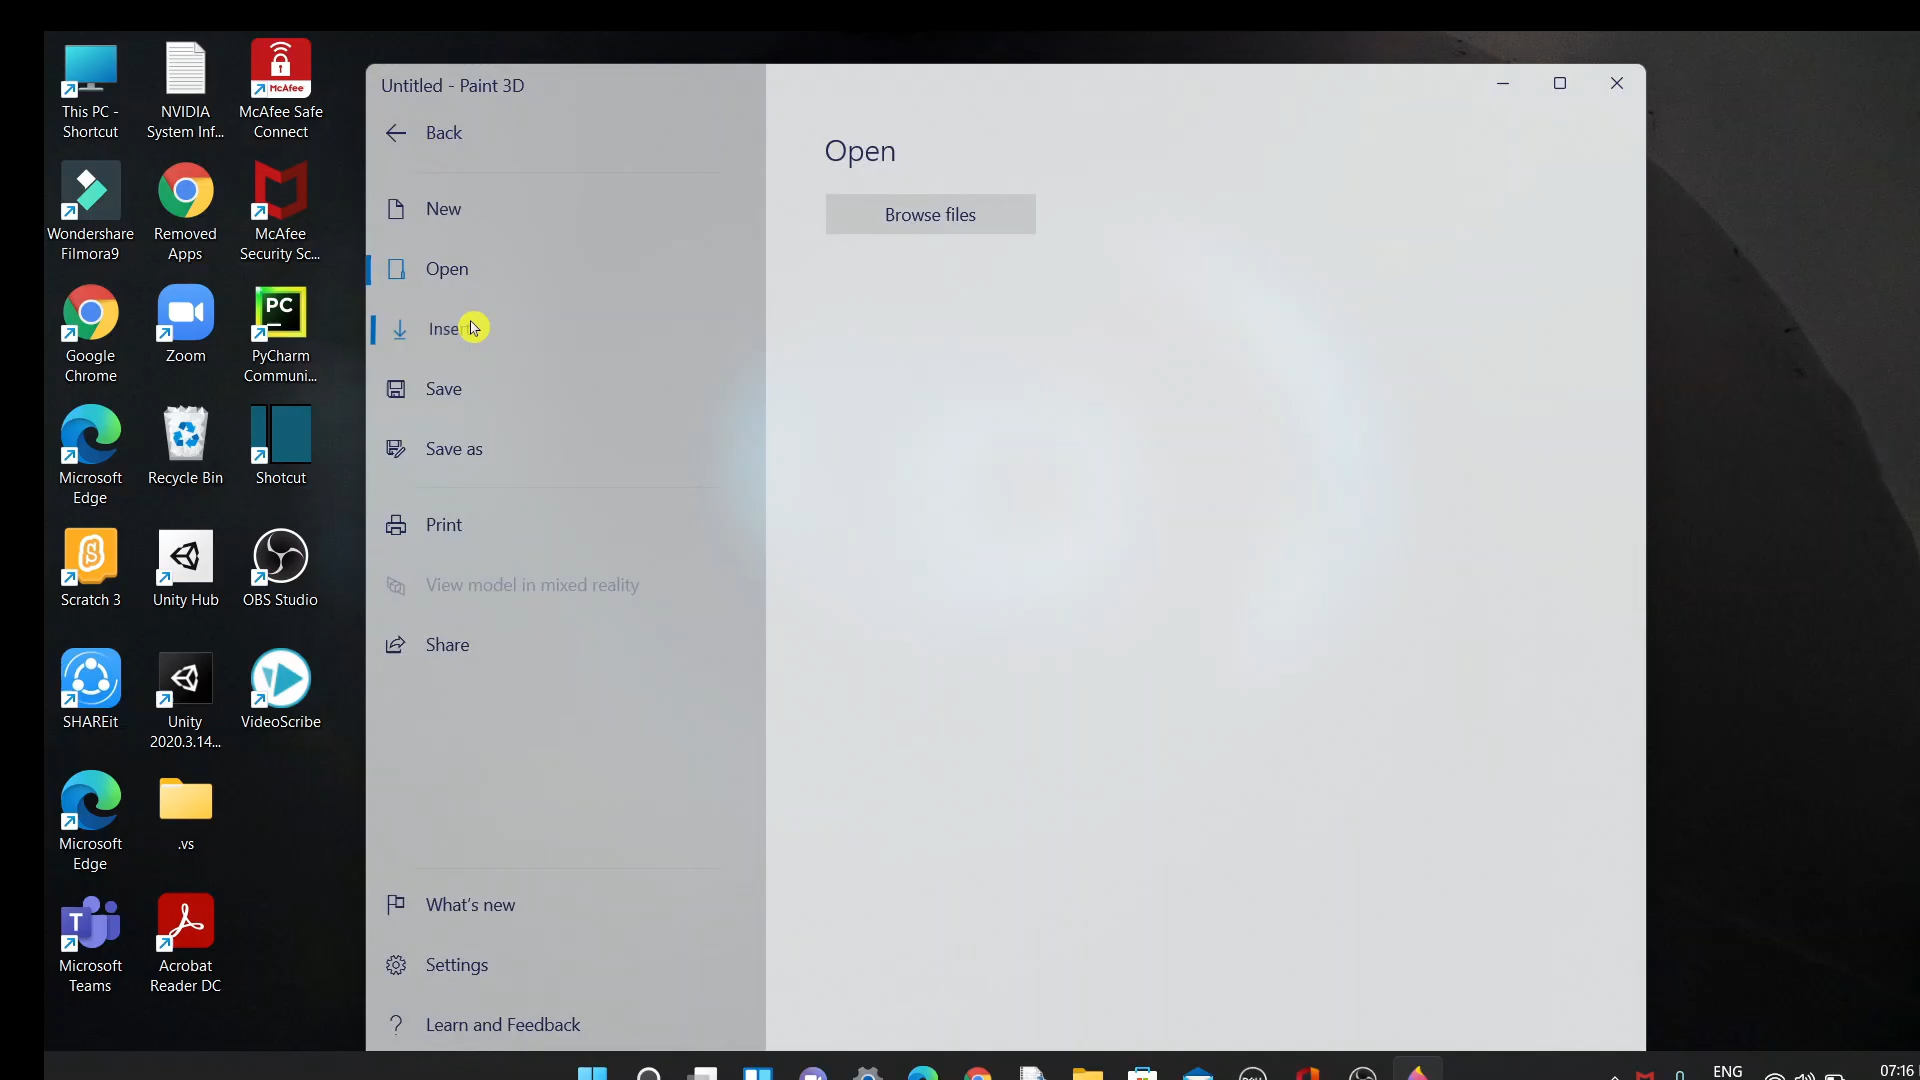 This PC -
Shortcut
NVIDIA
System Inf...
McAfee
McAfee Safe
Connect
Wondershare
Filmora9
Removed
Apps
McAfee
Security Sc...
Google
Chrome
Zoom
PC
PyCharm
Communi...
Microsoft
Edge
Recycle Bin
Shotcut
Scratch 3
Unity Hub
OBS Studio
SHAREit
Unity
2020.3.14...
VideoScribe
Microsoft
Edge
.vs
T
Microsoft
Teams
Acrobat
Reader DC
Untitled - Paint 3D
Back
New
Open
Insert
Save
Save as
Print
View model in mixed reality
Share
What's new
Settings
Learn and Feedback
Open
Browse files
ENG
07:16